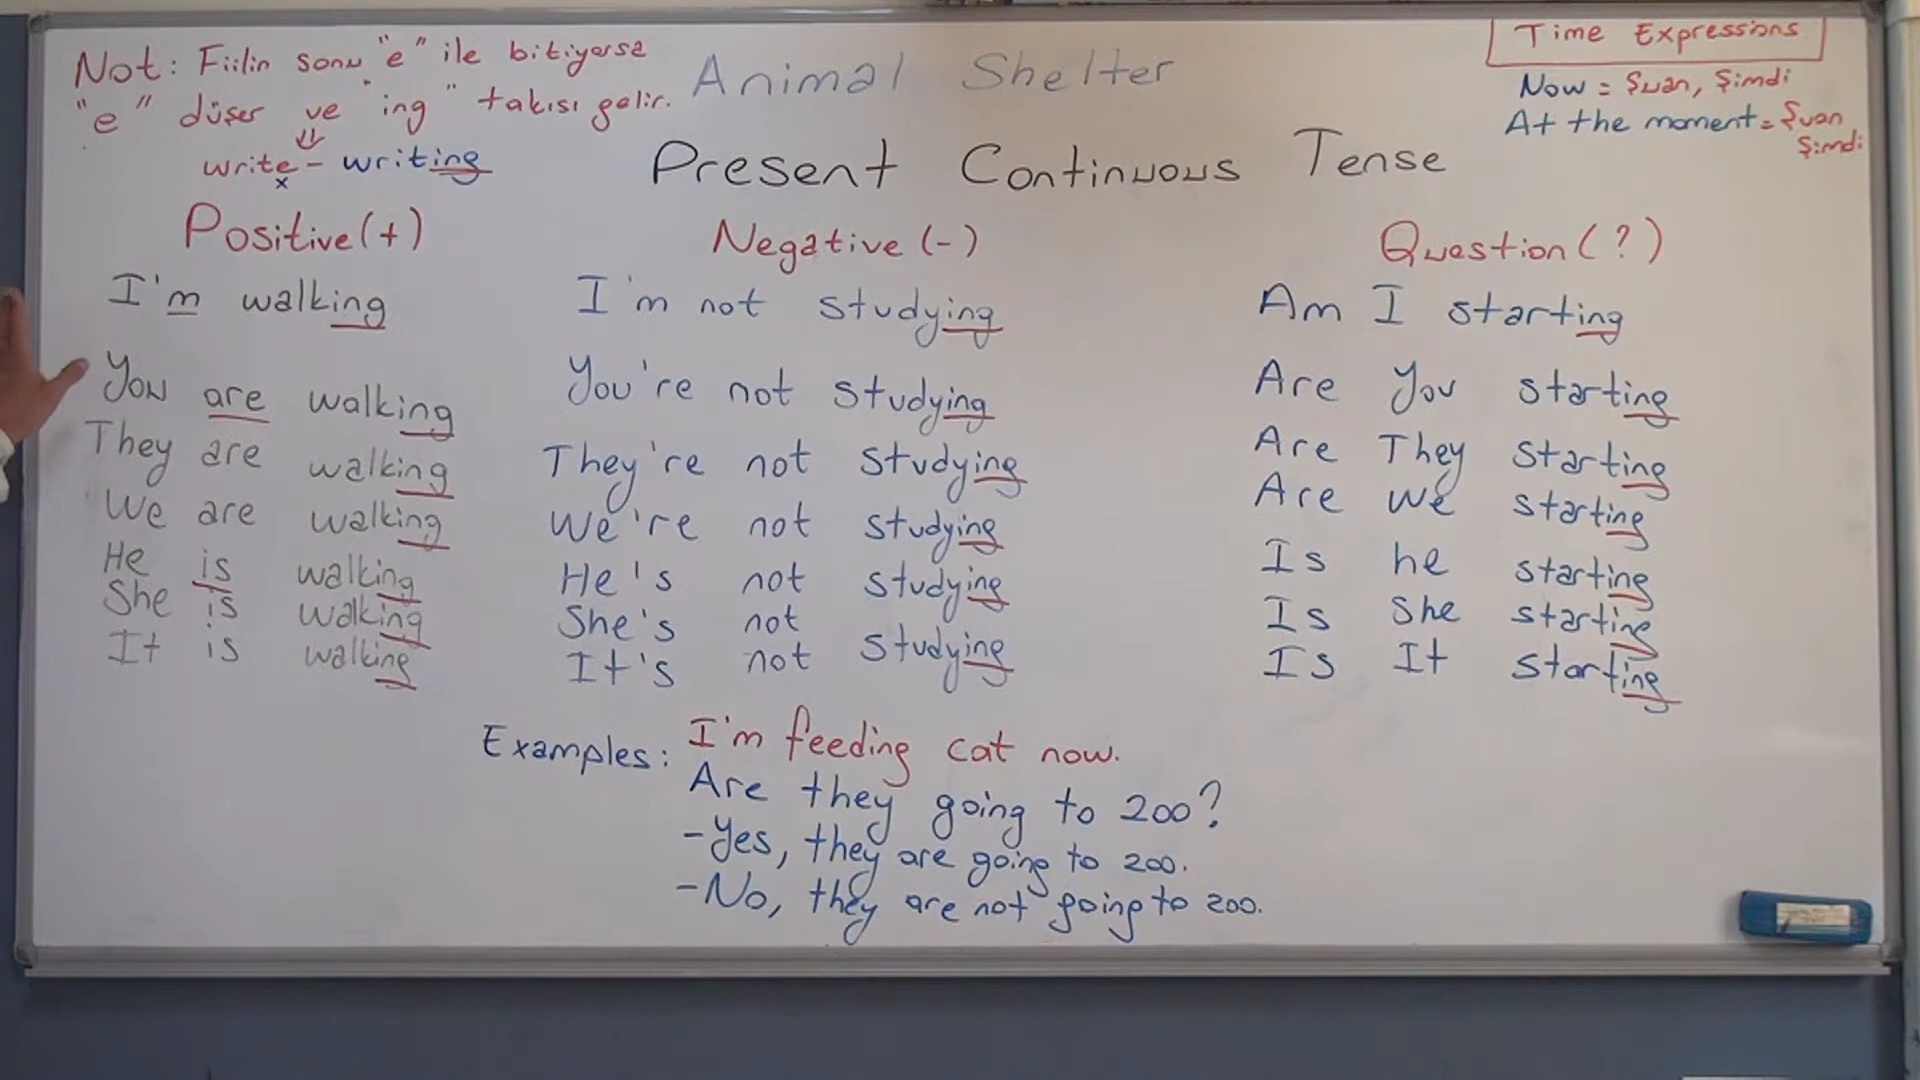 Not: Fiilin sonu "e" ile bitiyorsa
"e" düşer ve "ing" takısı gelir.
write - writing
x
Animal Shelter
Time Expressions
Now = Şuan, Şimdi
At the moment = Şuan
Şimdi
Present Continuous Tense
Positive (+)
I'm walking
You are walking
They are walking
We are walking
He is walking
She is walking
It is walking
Negative (-)
I'm not studying
You're not studying
They're not studying
We're not studying
He's not studying
She's not
It's not studying
Question (?)
Am I starting
Are You starting
Are They starting
Are We starting
Is he starting
Is She starting
Is It starting
Examples: I'm feeding cat now.
Are they going to zoo?
-Yes, they are going to zoo.
-No, they are not going to zoo.